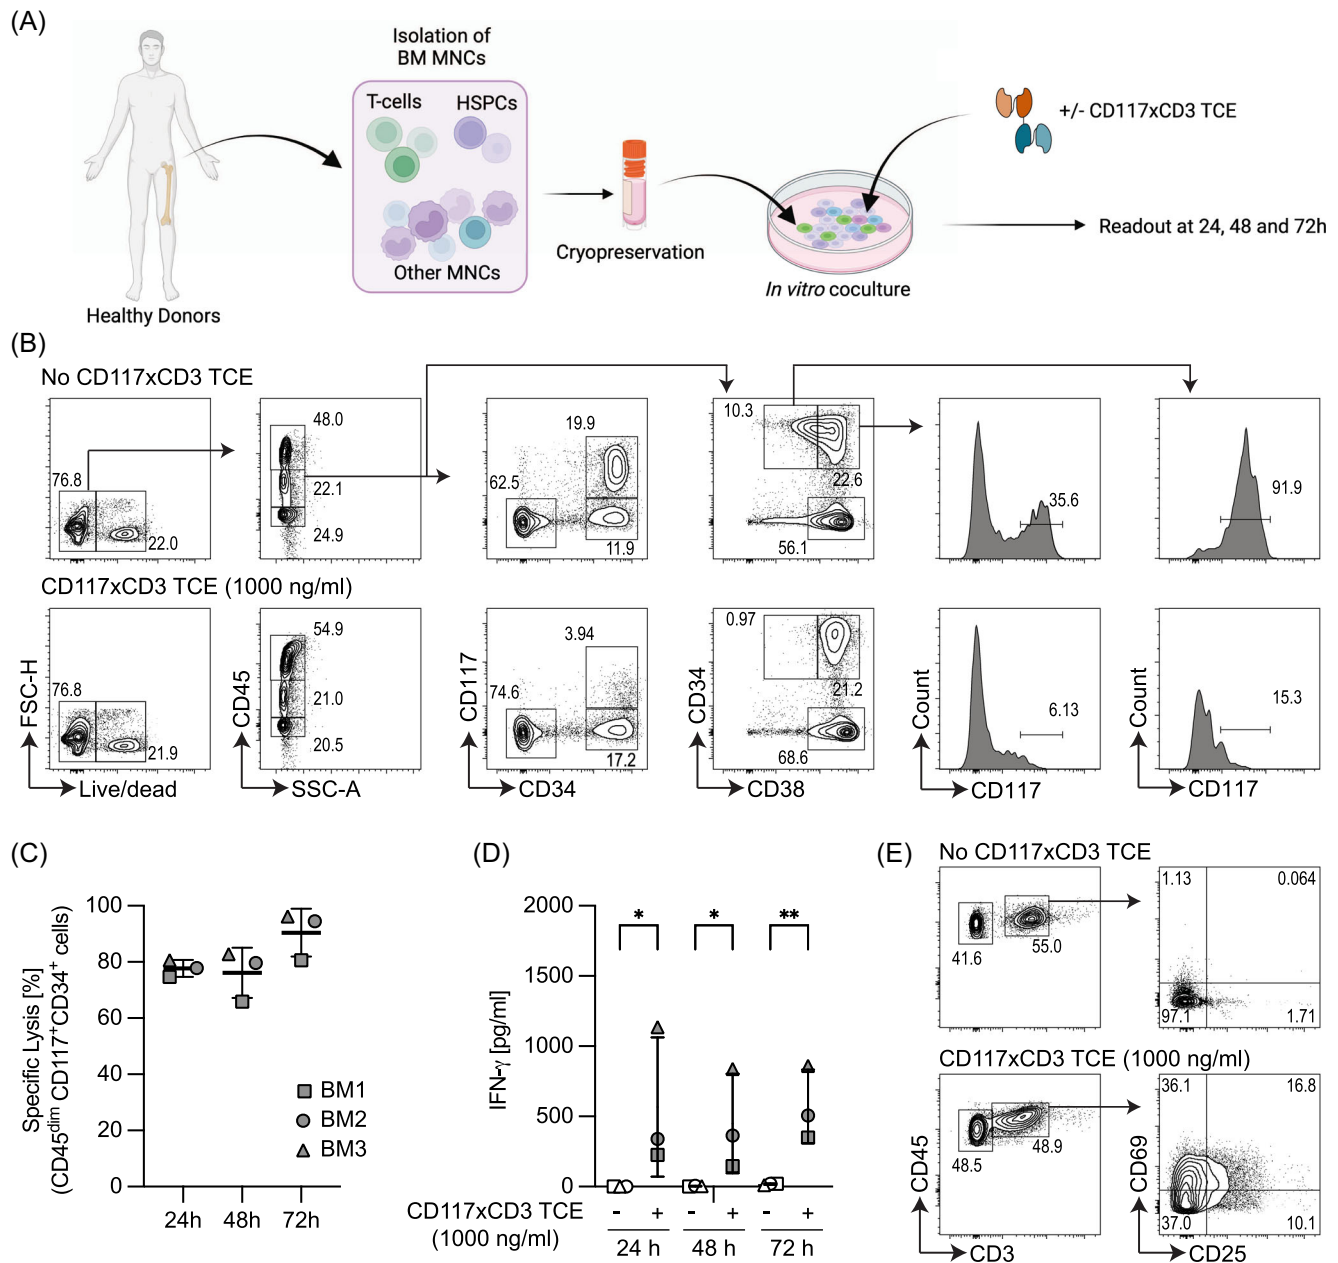 (A)
Isolation of
BM MNCs
T-cells
HSPCs
Other MNCs
Healthy Donors
Cryopreservation
In vitro coculture
+/- CD117xCD3 TCE
Readout at 24, 48 and 72h
(B)
No CD117xCD3 TCE
76.8
22.0
48.0
22.1
24.9
19.9
62.5
11.9
10.3
22.6
56.1
35.6
91.9
CD117xCD3 TCE (1000 ng/ml)
76.8
21.9
54.9
21.0
20.5
3.94
74.6
17.2
0.97
21.2
68.6
6.13
15.3
FSC-H
Live/dead
CD45
SSC-A
CD117
CD34
CD34
CD38
Count
CD117
Count
CD117
(C)
Specific Lysis [%]
(CD45dim CD117+CD34+ cells)
100
80
60
40
20
0
24h
48h
72h
BM1
BM2
BM3
(D)
IFN-γ [pg/ml]
2000
1500
1000
500
0
*
*
**
CD117xCD3 TCE
(1000 ng/ml)
- + - + - +
24 h
48 h
72 h
(E)
No CD117xCD3 TCE
41.6
55.0
1.13
0.064
97.1
1.71
CD117xCD3 TCE (1000 ng/ml)
48.5
48.9
36.1
16.8
37.0
10.1
CD45
CD3
CD69
CD25